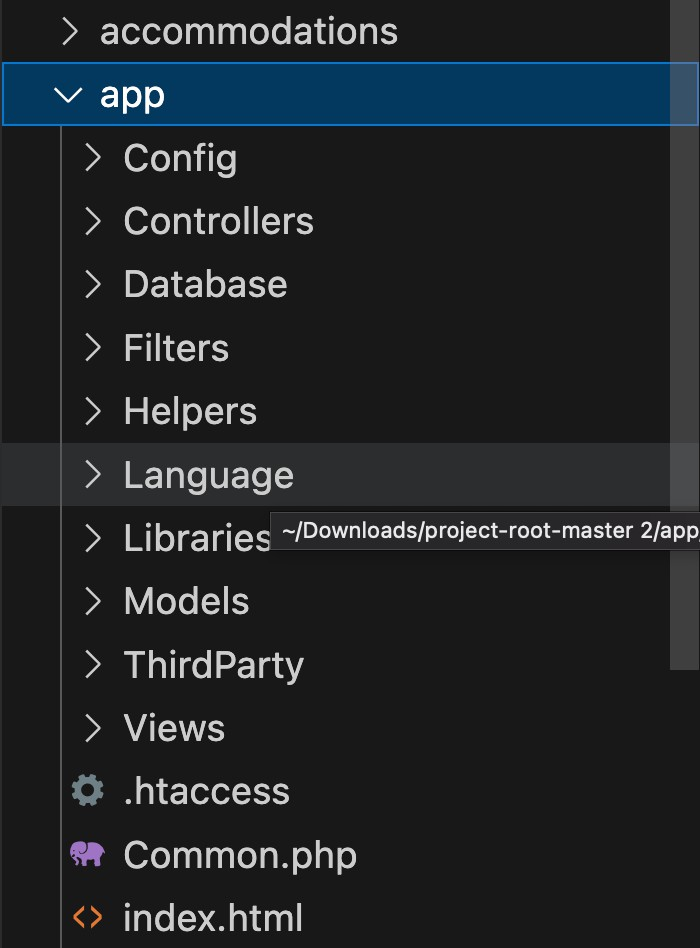 accommodations
app
Config
Controllers
Database
Filters
Helpers
Language
~/Downloads/project-root-master 2/app
Libraries
Models
ThirdParty
Views
.htaccess
Common.php
index.html